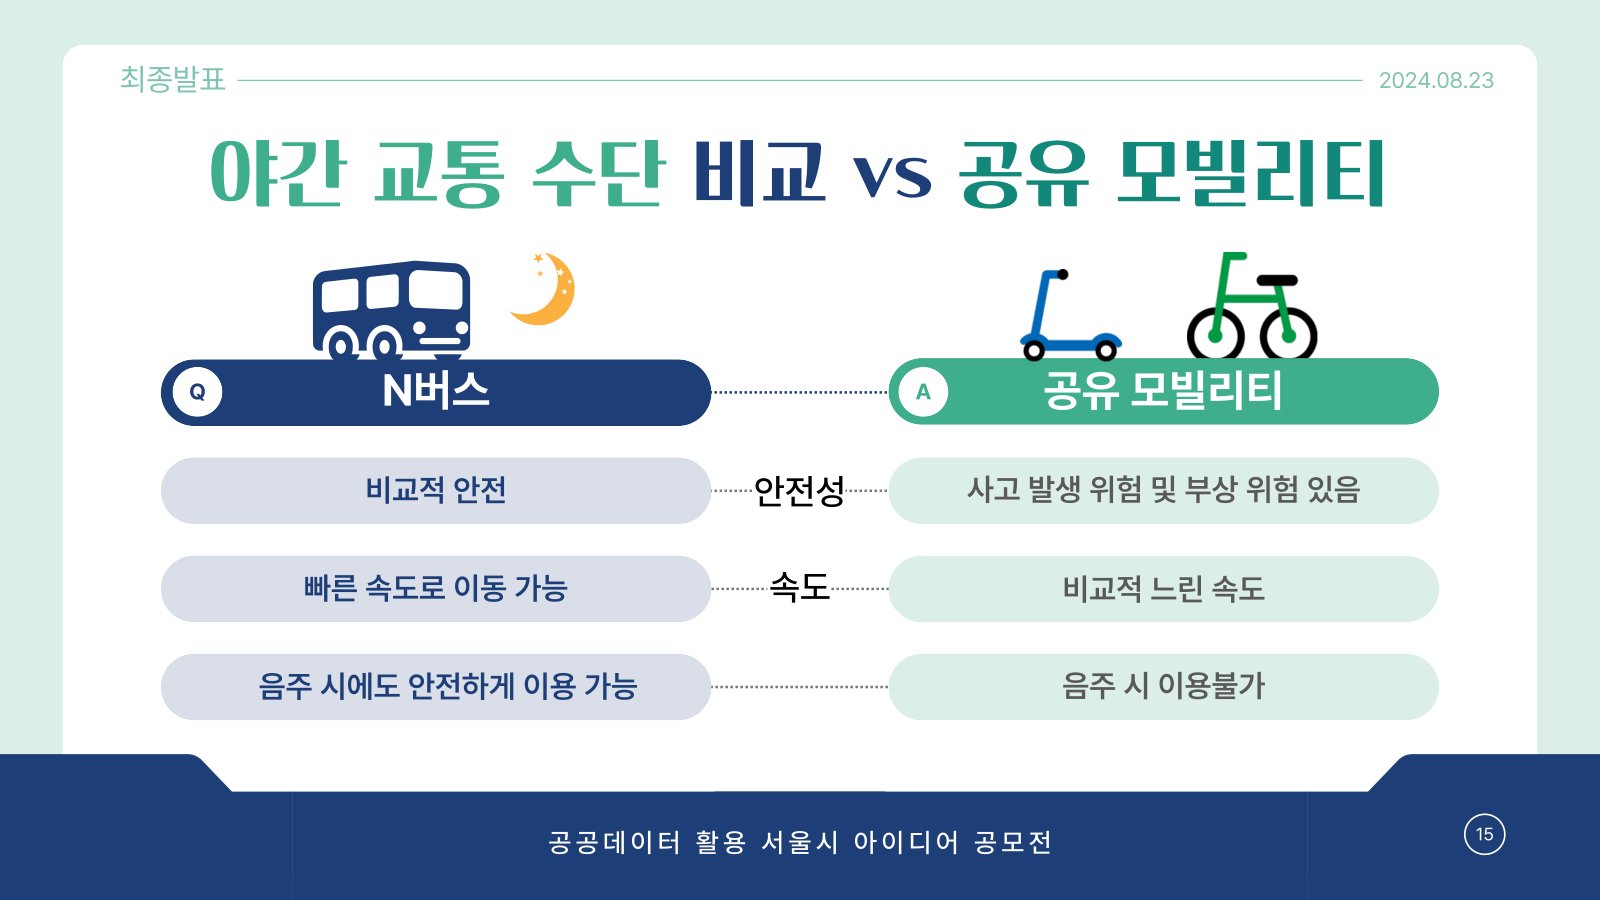 최종발표
2024.08.23
야간 교통 수단 비교 vs 공유 모빌리티
Q
N버스
A
공유 모빌리티
비교적 안전
안전성
사고 발생 위험 및 부상 위험 있음
빠른 속도로 이동 가능
속도
비교적 느린 속도
음주 시에도 안전하게 이용 가능
음주 시 이용불가
공공데이터 활용 서울시 아이디어 공모전
15